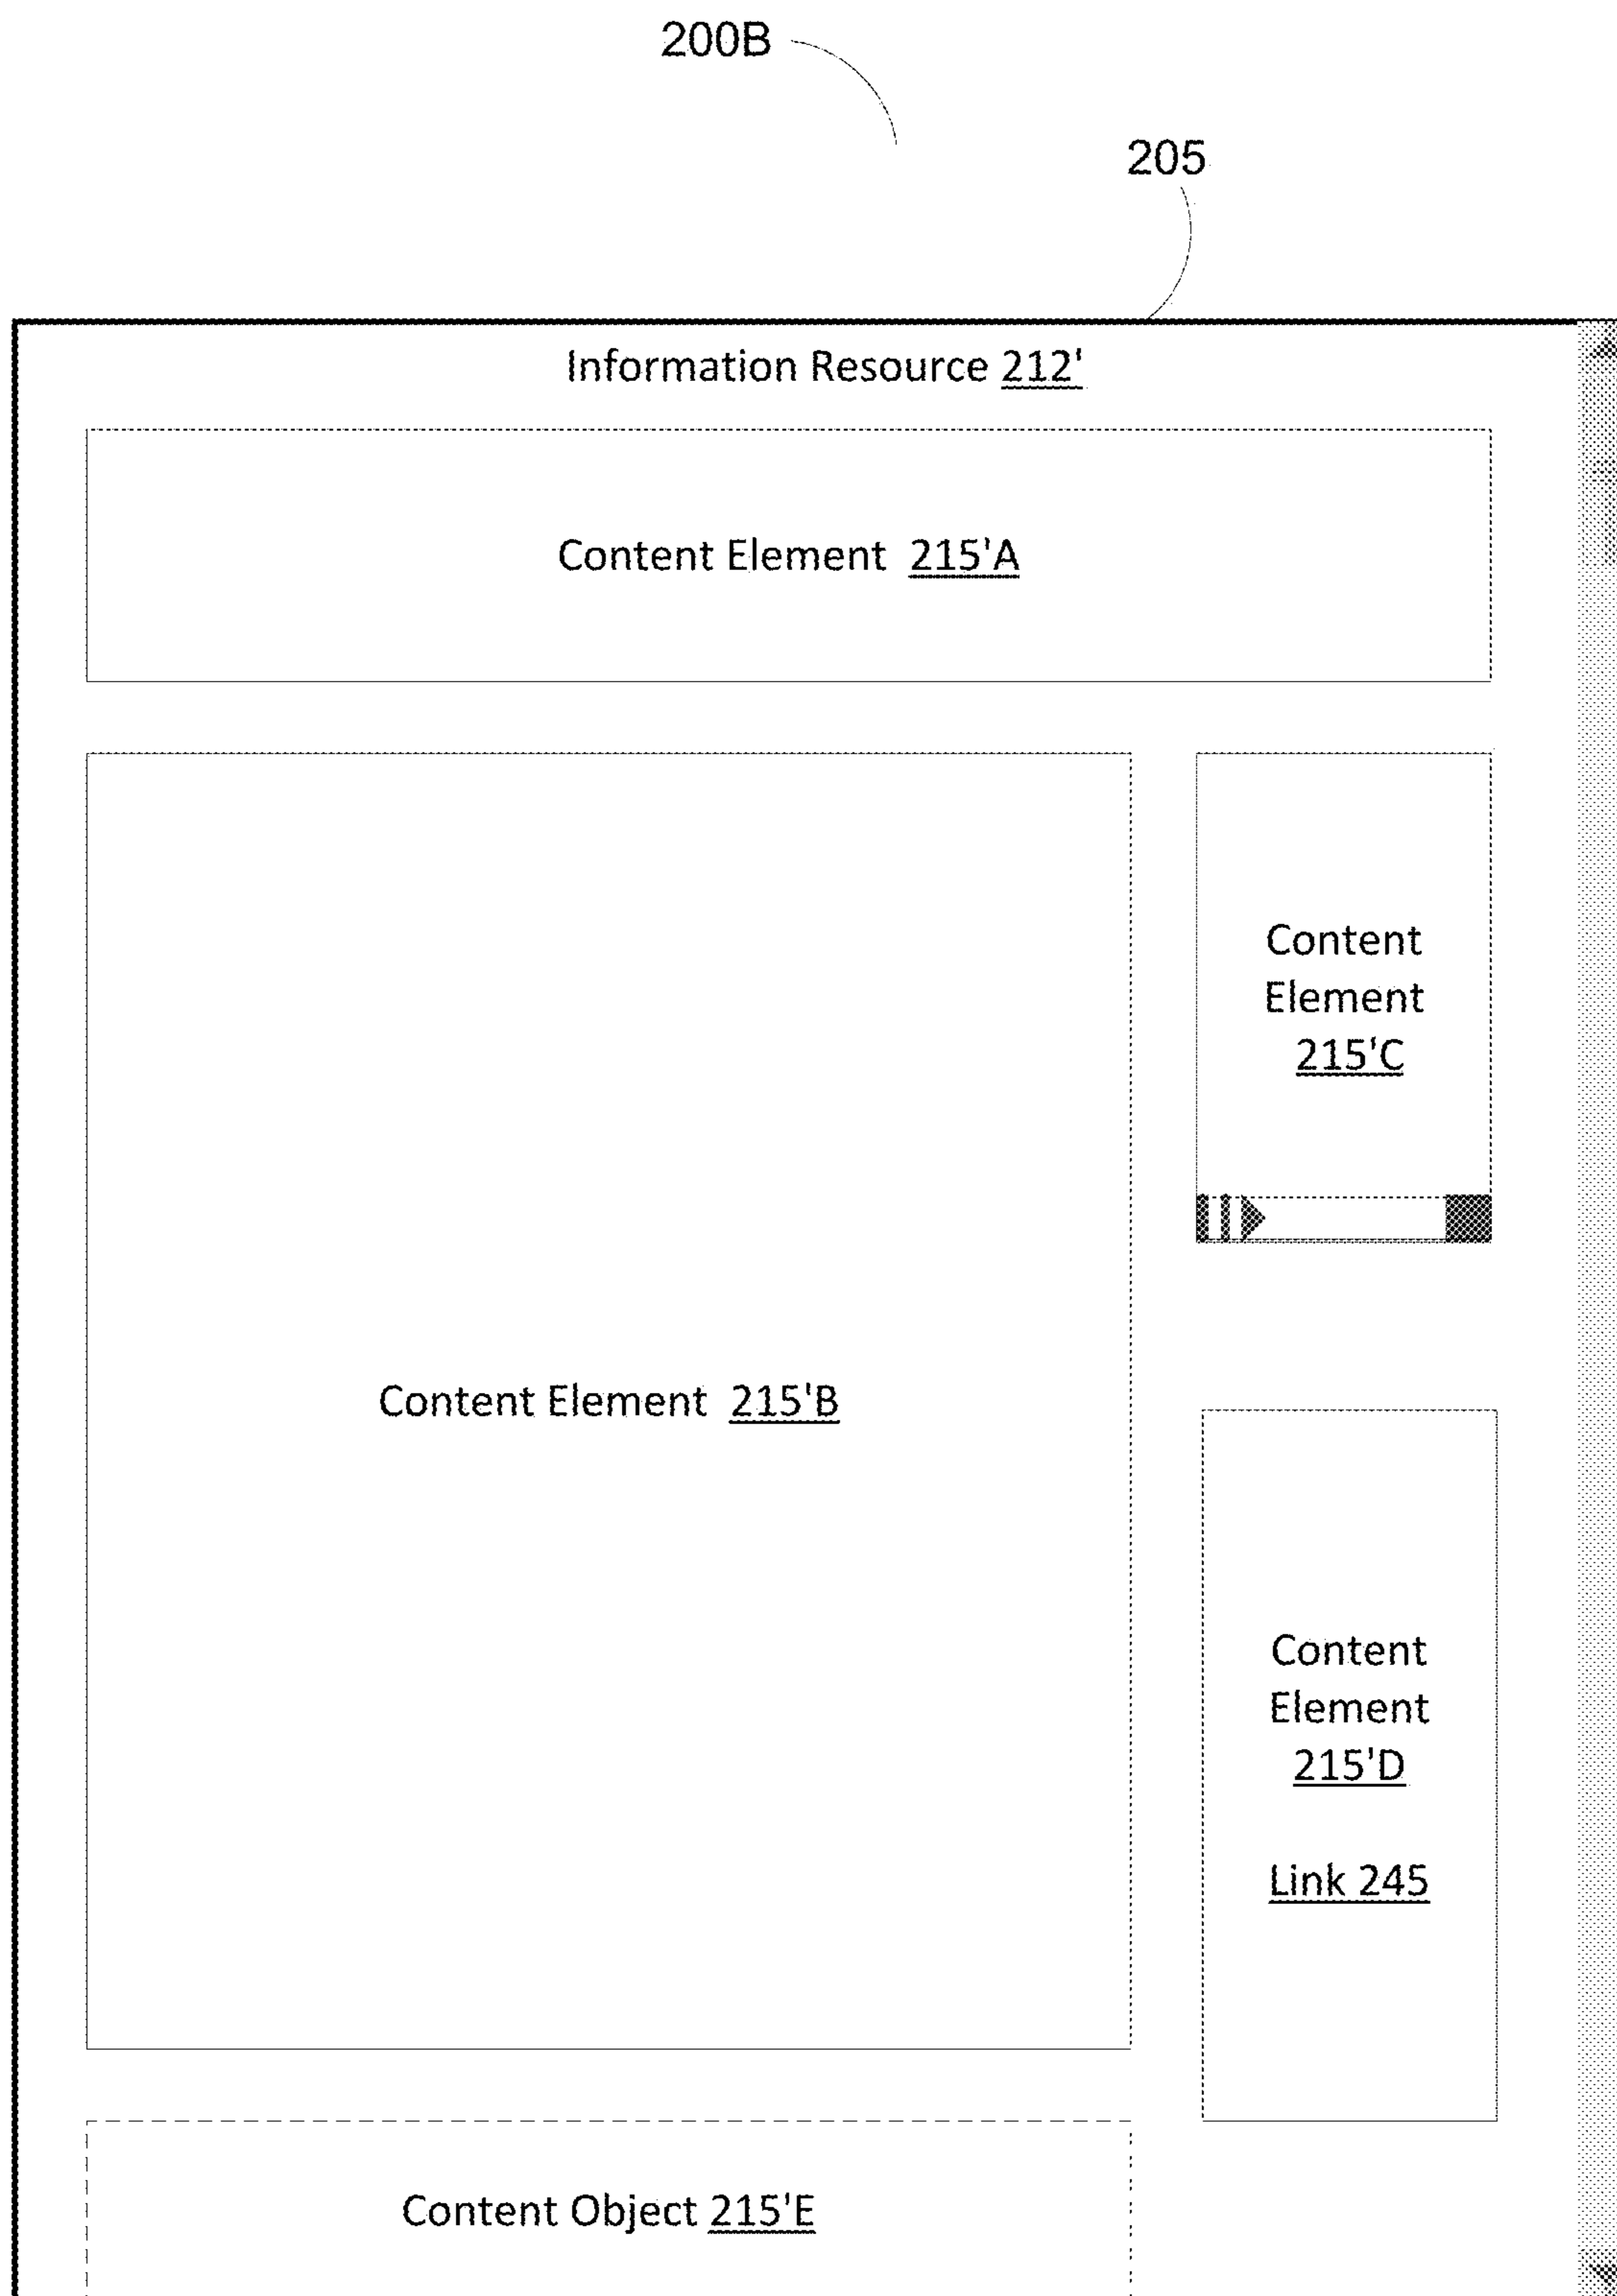 200B
205
Information Resource 212'
Content Element 215'A
Content
Element
215'C
Content Element 215'B
Content
Element
215'D
Link 245
Content Object 215'E